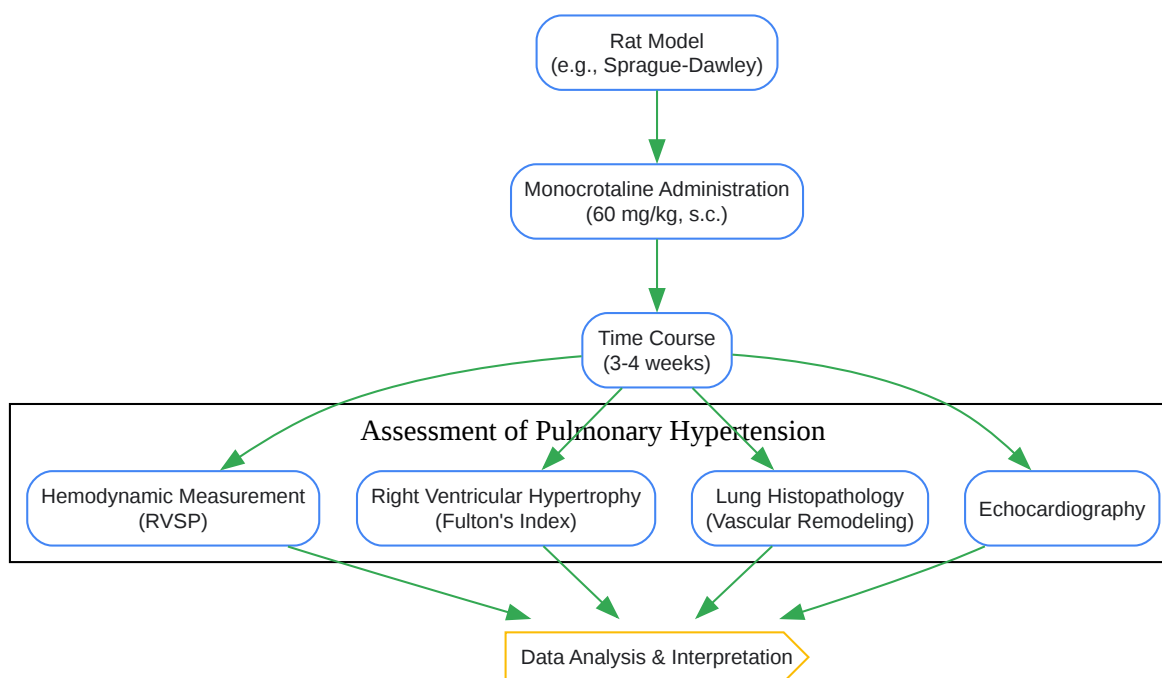 Rat Model
(e.g., Sprague-Dawley)
Monocrotaline Administration
(60 mg/kg, s.c.)
Time Course
(3-4 weeks)
Assessment of Pulmonary Hypertension
Hemodynamic Measurement
(RVSP)
Right Ventricular Hypertrophy
(Fulton's Index)
Lung Histopathology
(Vascular Remodeling)
Echocardiography
Data Analysis & Interpretation